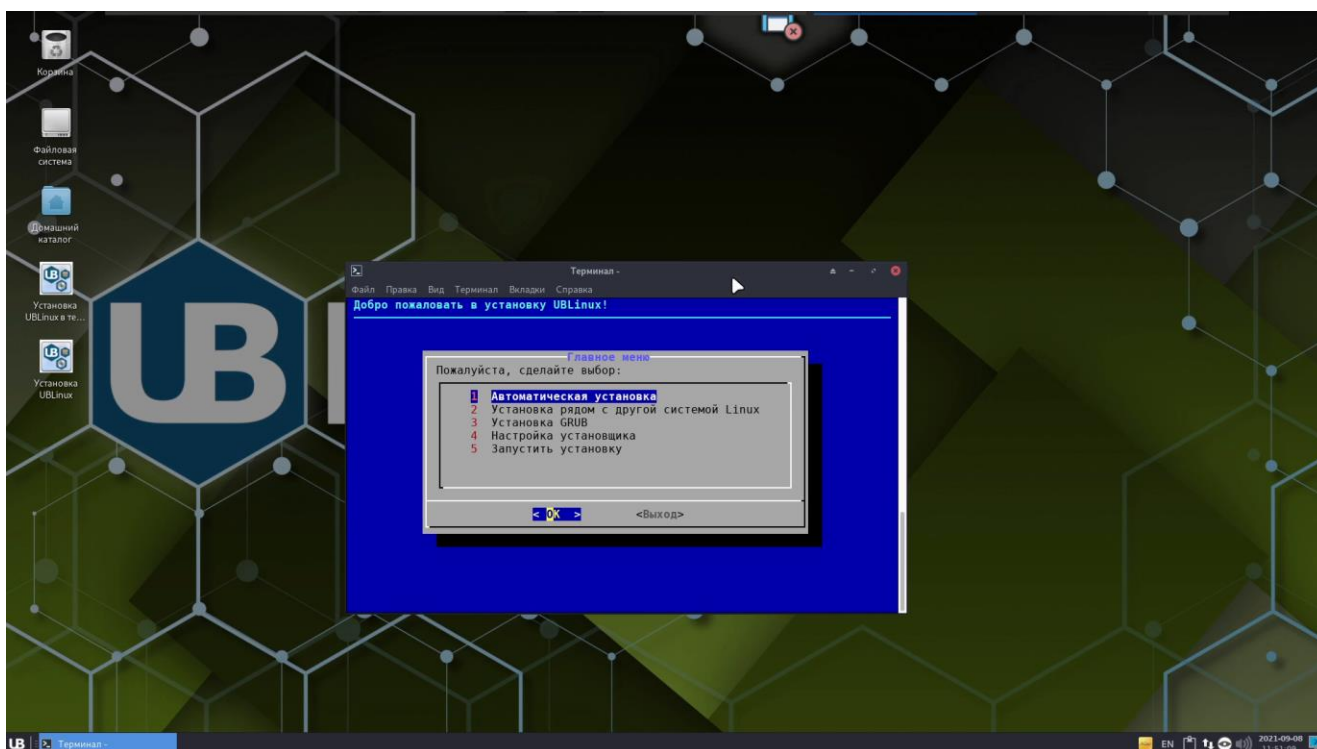 Корзина
Файловая
система
Домашний
каталог
Установка
UBLinux в те...
Установка
UBLinux
UB
Терминал -
Файл Правка Вид Терминал Вкладки Справка
Добро пожаловать в установку UBLinux!
Главное меню
Пожалуйста, сделайте выбор:
1 Автоматическая установка
2 Установка рядом с другой системой Linux
3 Установка GRUB
4 Настройка установщика
5 Запустить установку
< OK > <Выход>
UB Терминал - EN 2021-09-08